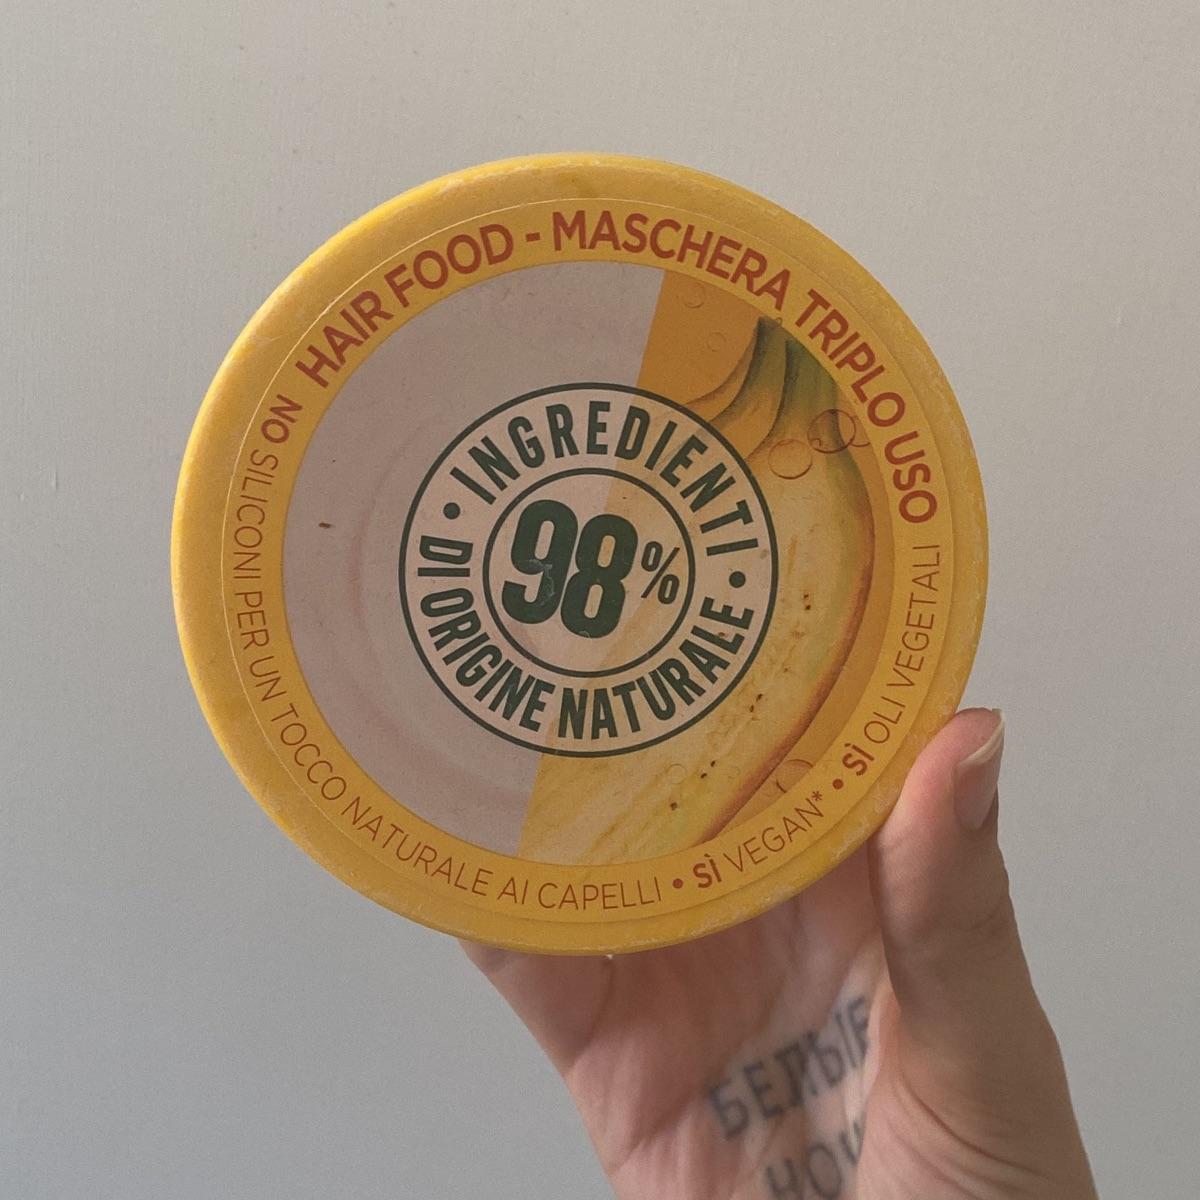 HAIR FOOD - MASCHERA TRIPLO USO
NO SILICONI PER UN TOCCO NATURALE AI CAPELLI • SÌ VEGAN* • SÌ OLI VEGETALI
• INGREDIENTI •
DI ORIGINE NATURALE
98%
БЕЛЫЕ